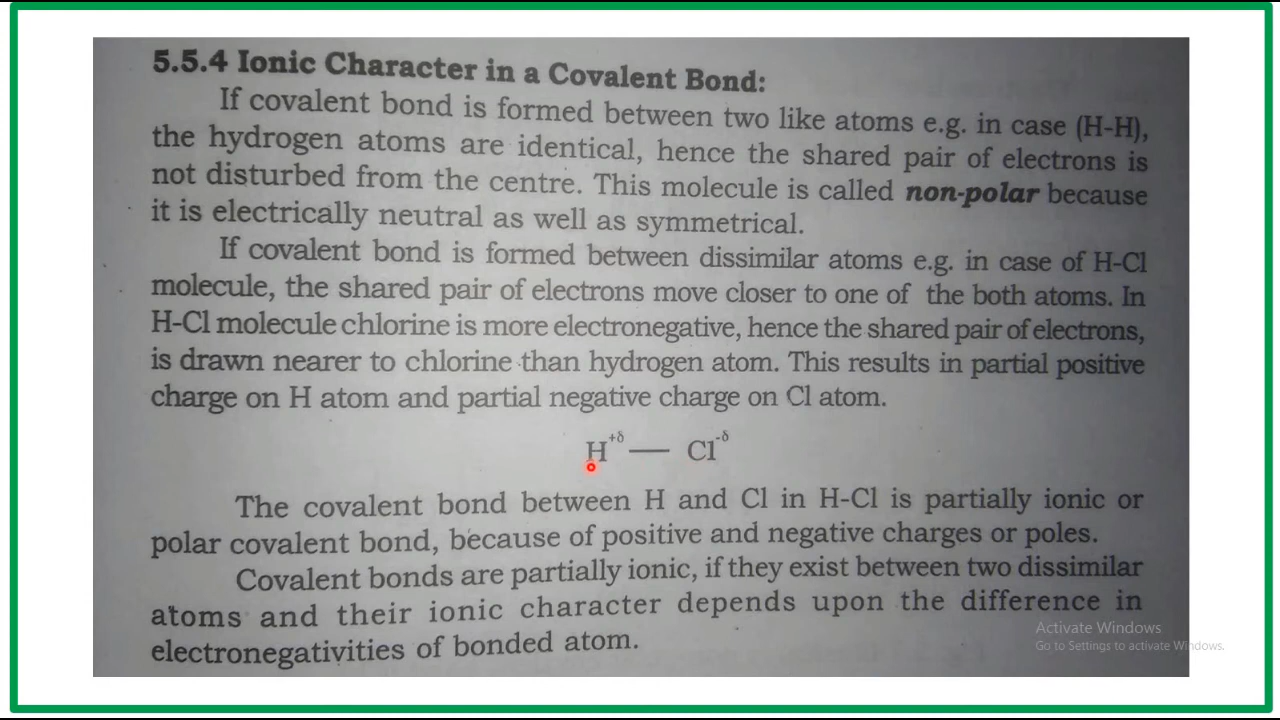 5.5.4 Ionic Character in a Covalent Bond:
If covalent bond is formed between two like atoms e.g. in case (H-H),
the hydrogen atoms are identical, hence the shared pair of electrons is
not disturbed from the centre. This molecule is called non-polar because
it is electrically neutral as well as symmetrical.
If covalent bond is formed between dissimilar atoms e.g. in case of H-Cl
molecule, the shared pair of electrons move closer to one of the both atoms. In
H-Cl molecule chlorine is more electronegative, hence the shared pair of electrons,
is drawn nearer to chlorine than hydrogen atom. This results in partial positive
charge on H atom and partial negative charge on Cl atom.
H⁺ᵟ — Cl⁻ᵟ
The covalent bond between H and Cl in H-Cl is partially ionic or
polar covalent bond, because of positive and negative charges or poles.
Covalent bonds are partially ionic, if they exist between two dissimilar
atoms and their ionic character depends upon the difference in
electronegativities of bonded atom.
Activate Windows
Go to Settings to activate Windows.